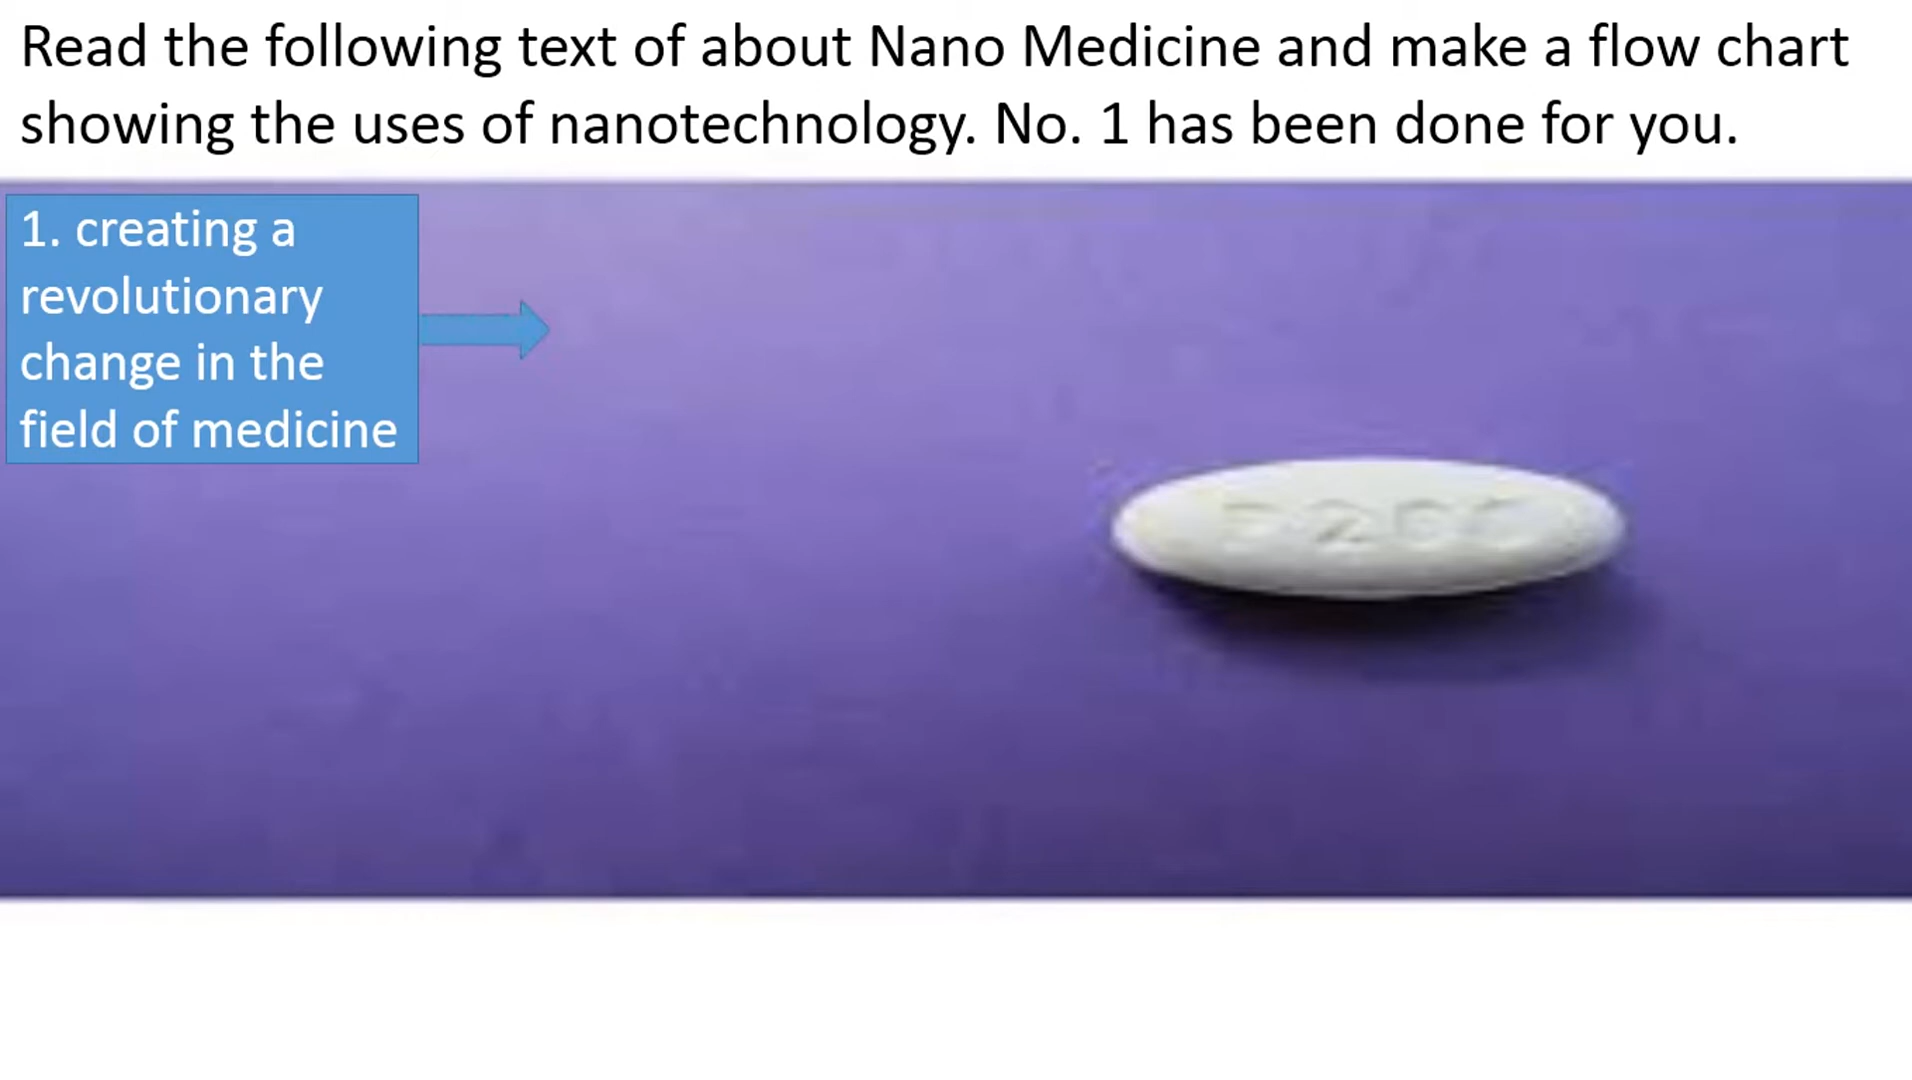 Read the following text of about Nano Medicine and make a flow chart
showing the uses of nanotechnology. No. 1 has been done for you.
1. creating a
revolutionary
change in the
field of medicine